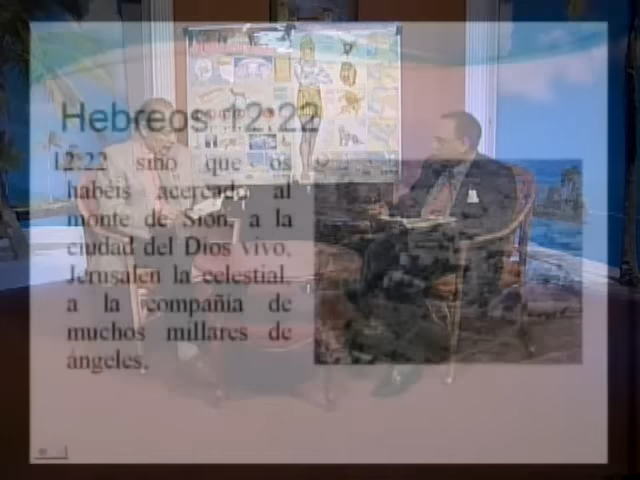 Hebreos 12:22
12:22 sino que os
habéis acercado al
monte de Sion, a la
ciudad del Dios vivo,
Jerusalén la celestial,
a la compañía de
muchos millares de
ángeles,